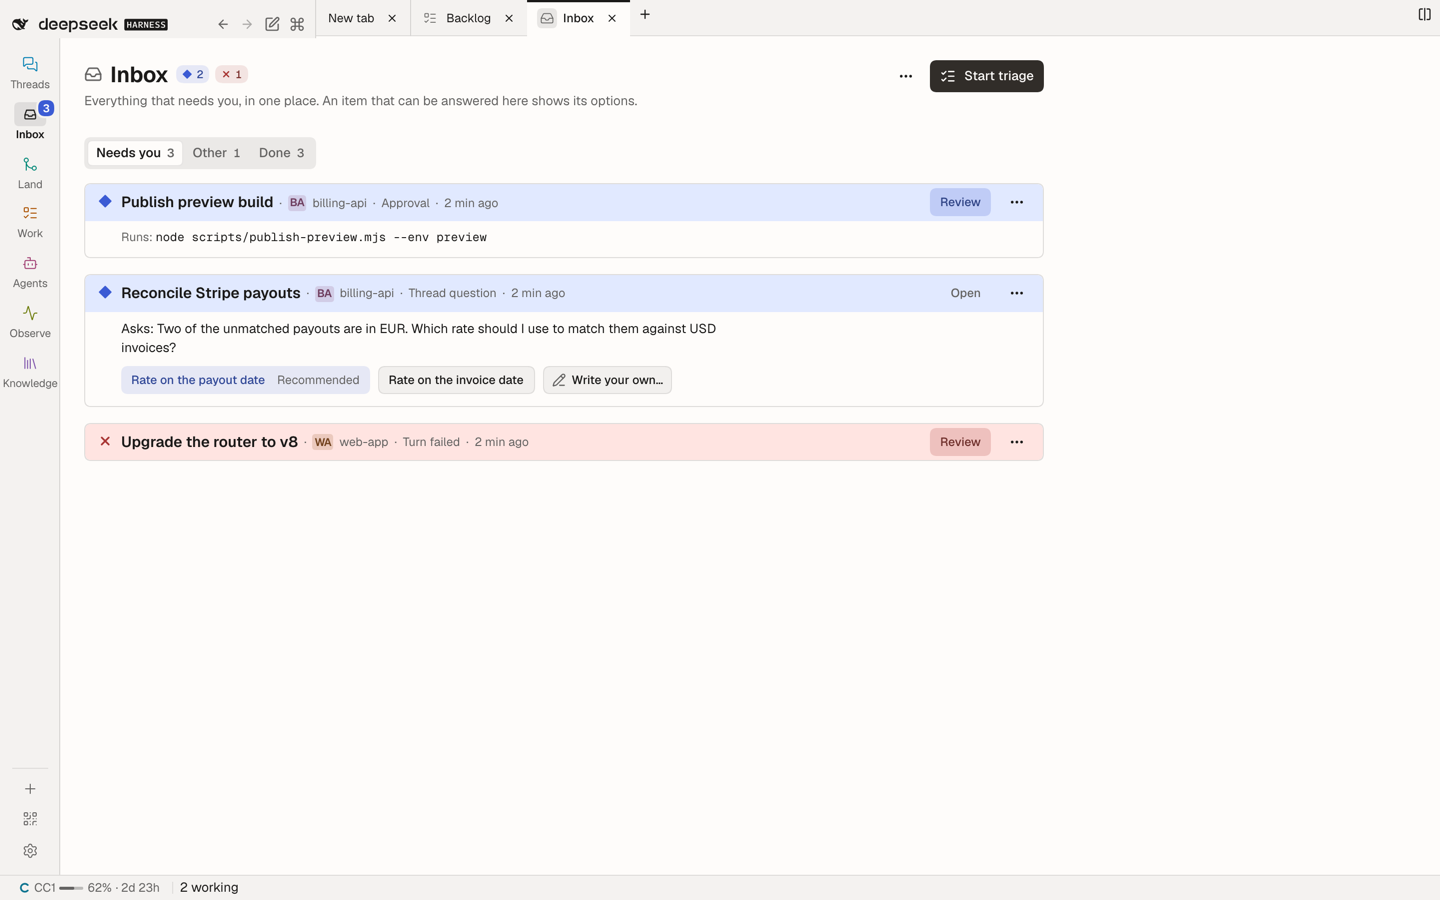 deepseek HARNESS
New tab
Backlog
Inbox
Threads
3
Inbox
Land
Work
Agents
Observe
Knowledge
Inbox 2 1
Start triage
Everything that needs you, in one place. An item that can be answered here shows its options.
Needs you 3 Other 1 Done 3
Publish preview build · BA billing-api · Approval · 2 min ago Review
Runs: node scripts/publish-preview.mjs --env preview
Reconcile Stripe payouts · BA billing-api · Thread question · 2 min ago Open
Asks: Two of the unmatched payouts are in EUR. Which rate should I use to match them against USD
invoices?
Rate on the payout date Recommended Rate on the invoice date Write your own...
Upgrade the router to v8 · WA web-app · Turn failed · 2 min ago Review
CC1 62% · 2d 23h 2 working